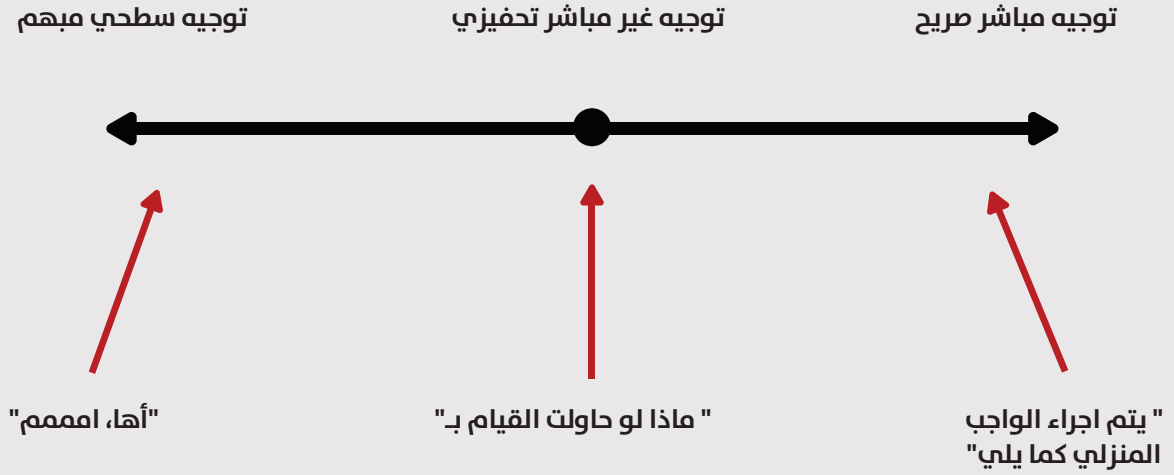 توجيه مباشر صريح
توجيه غير مباشر تحفيزي
توجيه سطحي مبهم
" يتم اجراء الواجب
المنزلي كما يلي"
" ماذا لو حاولت القيام بـ"
"أها، امممم"